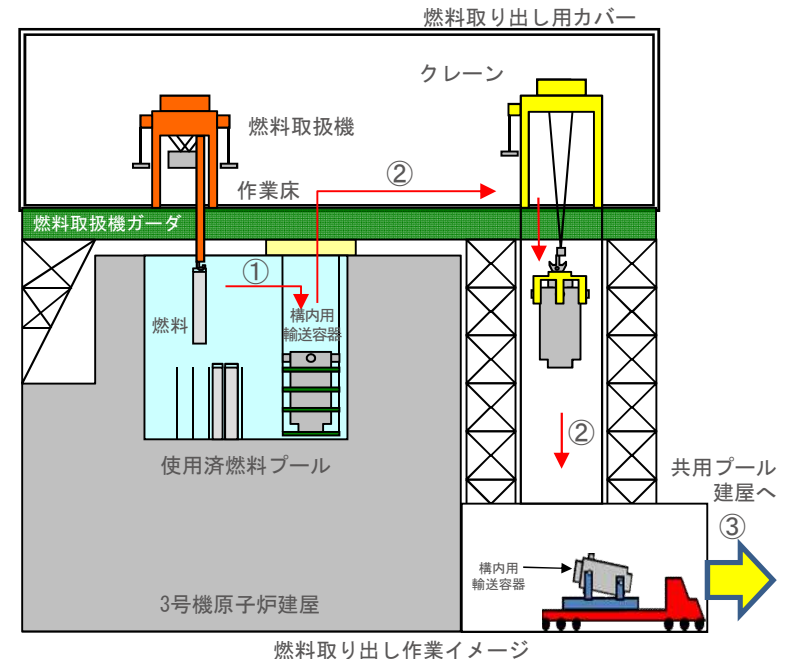 燃料取り出し用カバー
クレーン
燃料取扱機
②
作業床
燃料取扱機ガーダ
①
燃料
構内用
輸送容器
②
使用済燃料プール
共用プール
建屋へ
③
構内用
輸送容器
3号機原子炉建屋
燃料取り出し作業イメージ